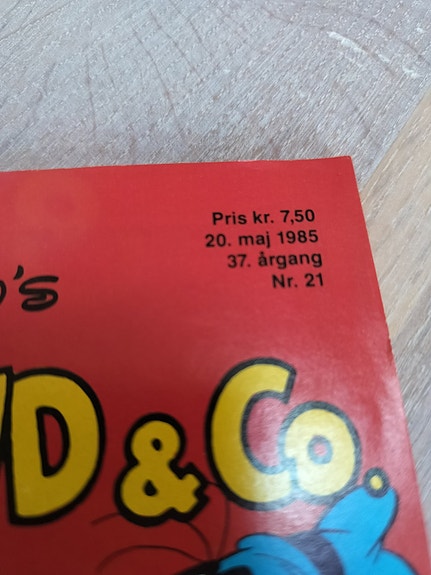 Pris kr. 7,50
20. maj 1985
37. årgang
Nr. 21
's
D & Co.